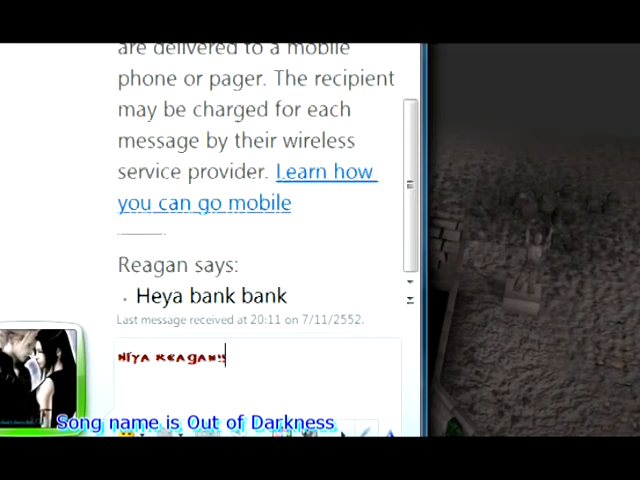 are delivered to a mobile
phone or pager. The recipient
may be charged for each
message by their wireless
service provider. Learn how
you can go mobile
Reagan says:
Heya bank bank
Last message received at 20:11 on 7/11/2552.
HIYA REAGAN!!
Song name is Out of Darkness